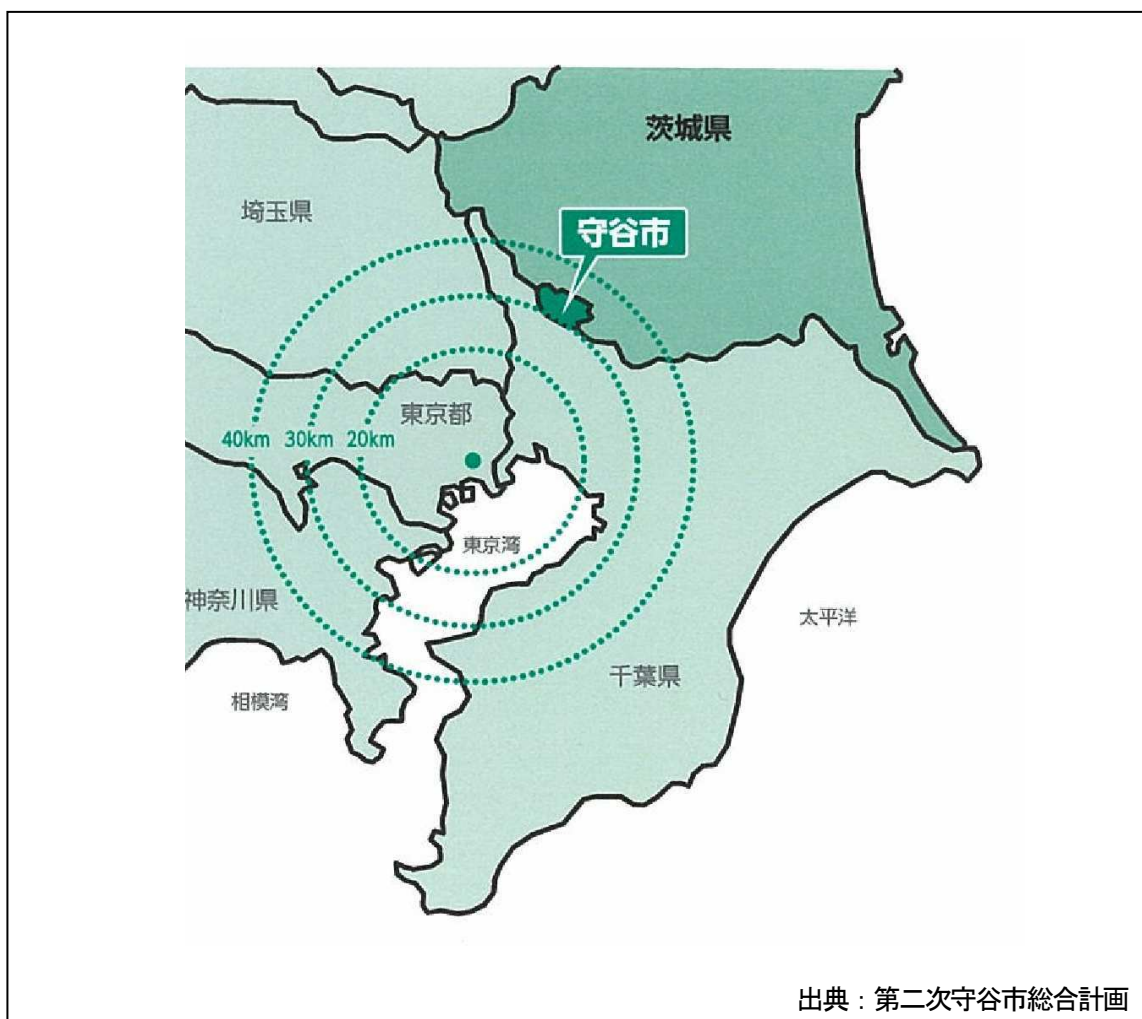 茨城県
埼玉県
守谷市
東京都
40km 30km 20km
東京湾
神奈川県
太平洋
千葉県
相模湾
出典：第二次守谷市総合計画